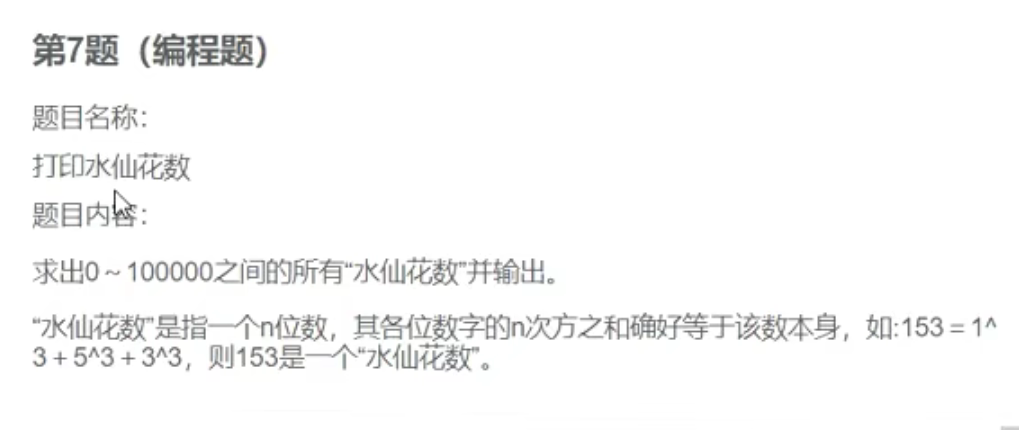 第7题（编程题）
题目名称：
打印水仙花数
题目内容：
求出0～100000之间的所有“水仙花数”并输出。
“水仙花数”是指一个n位数，其各位数字的n次方之和确好等于该数本身，如:153＝1^
3＋5^3＋3^3，则153是一个“水仙花数”。